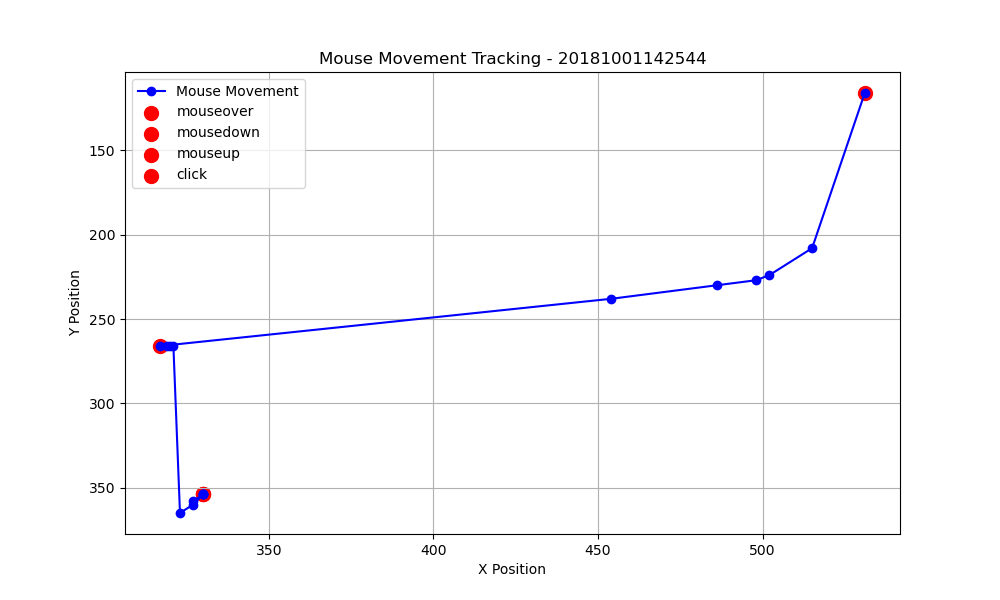 Mouse Movement Tracking - 20181001142544
Mouse Movement
mouseover
mousedown
mouseup
click
150
200
250
300
350
Y Position
350
400
450
500
X Position